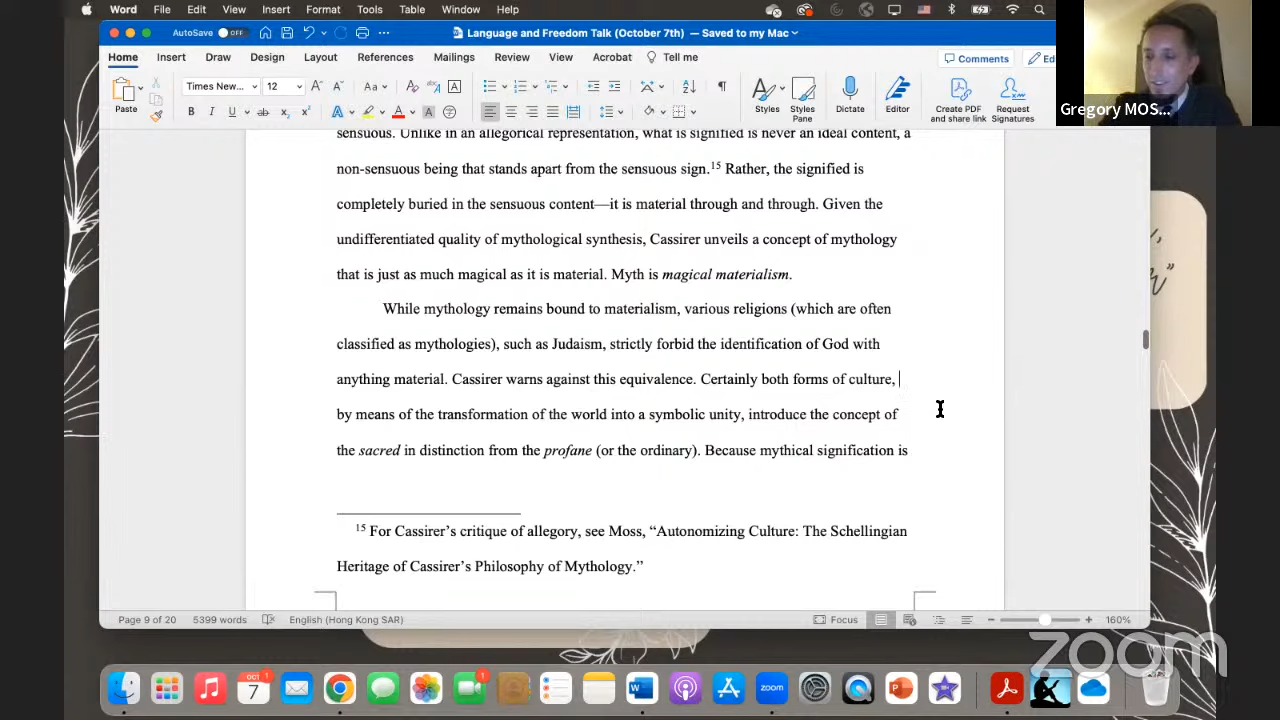 Word File Edit View Insert Format Tools Table Window Help
AutoSave OFF Language and Freedom Talk (October 7th) — Saved to my Mac
Home Insert Draw Design Layout References Mailings Review View Acrobat Tell me Comments
Paste Times New... 12 Aa Styles Styles Pane Dictate Editor Create PDF and share link Request Signatures
Gregory MOS...
sensuous. Unlike in an allegorical representation, what is signified is never an ideal content, a
non-sensuous being that stands apart from the sensuous sign.15 Rather, the signified is
completely buried in the sensuous content—it is material through and through. Given the
undifferentiated quality of mythological synthesis, Cassirer unveils a concept of mythology
that is just as much magical as it is material. Myth is magical materialism.
While mythology remains bound to materialism, various religions (which are often
classified as mythologies), such as Judaism, strictly forbid the identification of God with
anything material. Cassirer warns against this equivalence. Certainly both forms of culture,
by means of the transformation of the world into a symbolic unity, introduce the concept of
the sacred in distinction from the profane (or the ordinary). Because mythical signification is
15 For Cassirer's critique of allegory, see Moss, “Autonomizing Culture: The Schellingian
Heritage of Cassirer's Philosophy of Mythology.”
Page 9 of 20 5399 words English (Hong Kong SAR) Focus 160%
OCT 7
zoom
zoom